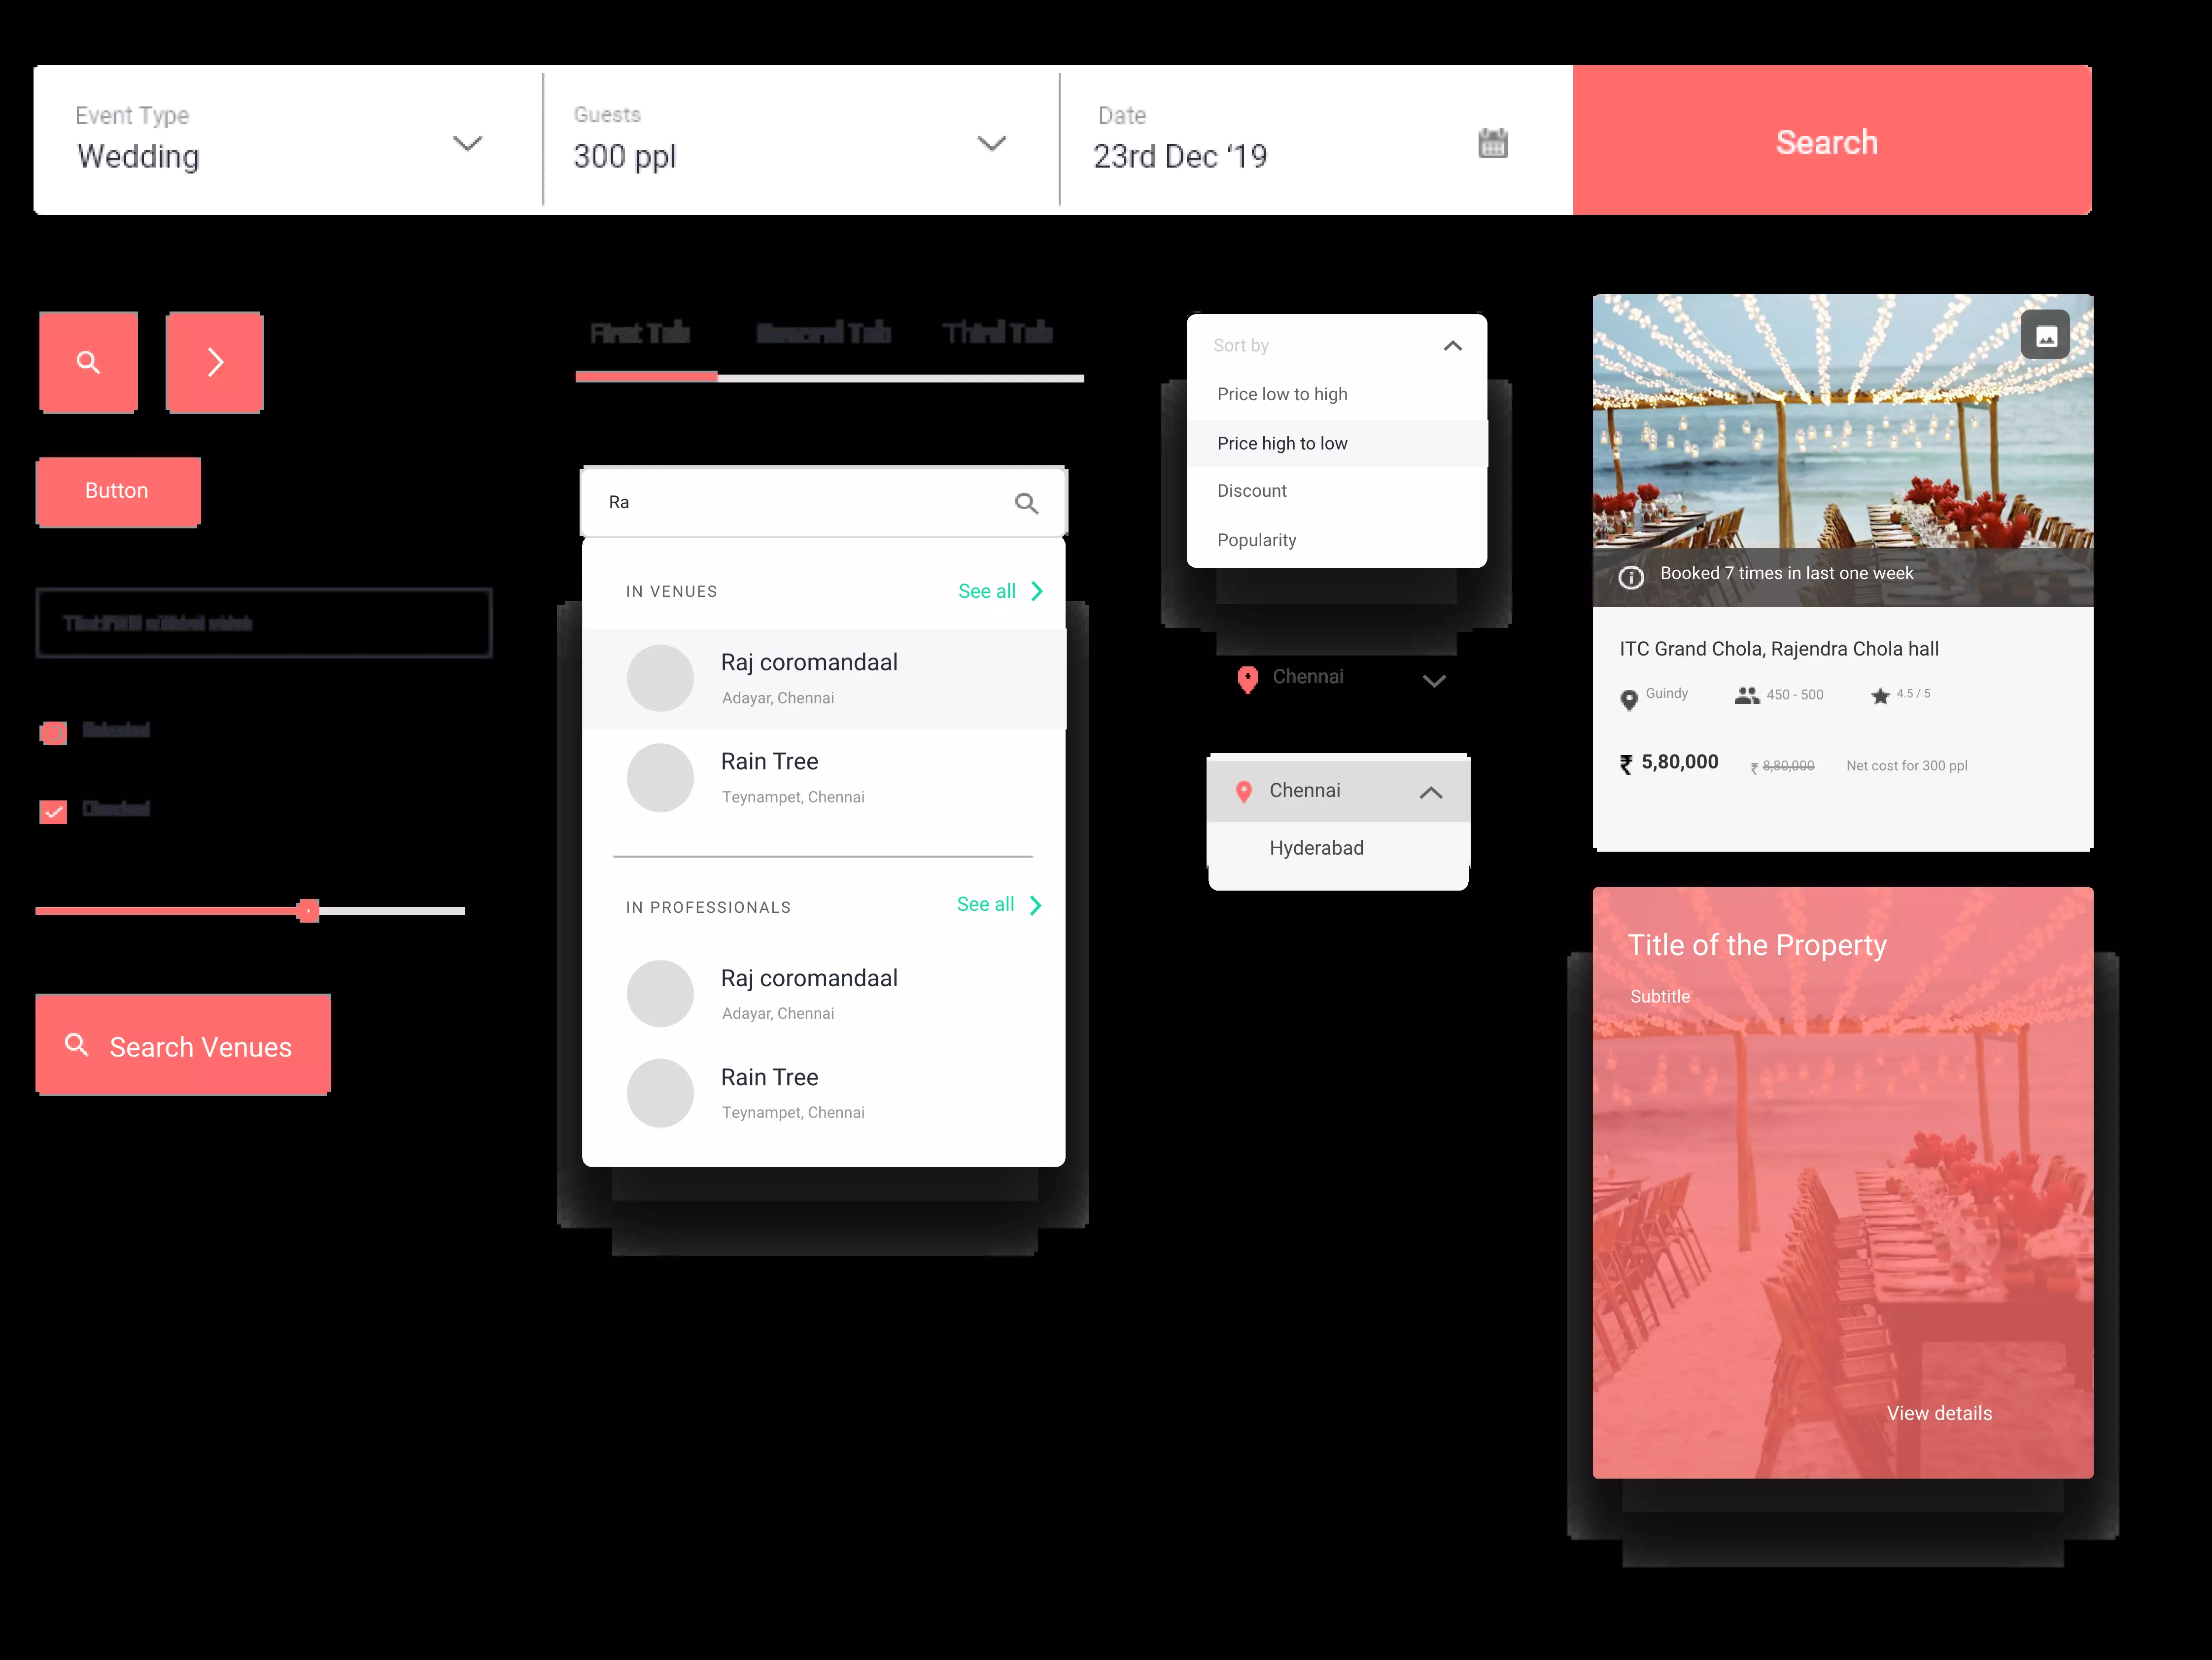 Event Type
Wedding
Guests
300 ppl
Date
23rd Dec ‘19
Search
First Tab
Second Tab
Third Tab
Button
Ra
IN VENUES
See all
Raj coromandaal
Adayar, Chennai
Rain Tree
Teynampet, Chennai
IN PROFESSIONALS
See all
Raj coromandaal
Adayar, Chennai
Rain Tree
Teynampet, Chennai
Search Venues
Sort by
Price low to high
Price high to low
Discount
Popularity
Chennai
Chennai
Hyderabad
Booked 7 times in last one week
ITC Grand Chola, Rajendra Chola hall
Guindy
450 - 500
4.5 / 5
₹ 5,80,000
₹ 8,80,000
Net cost for 300 ppl
Title of the Property
Subtitle
View details